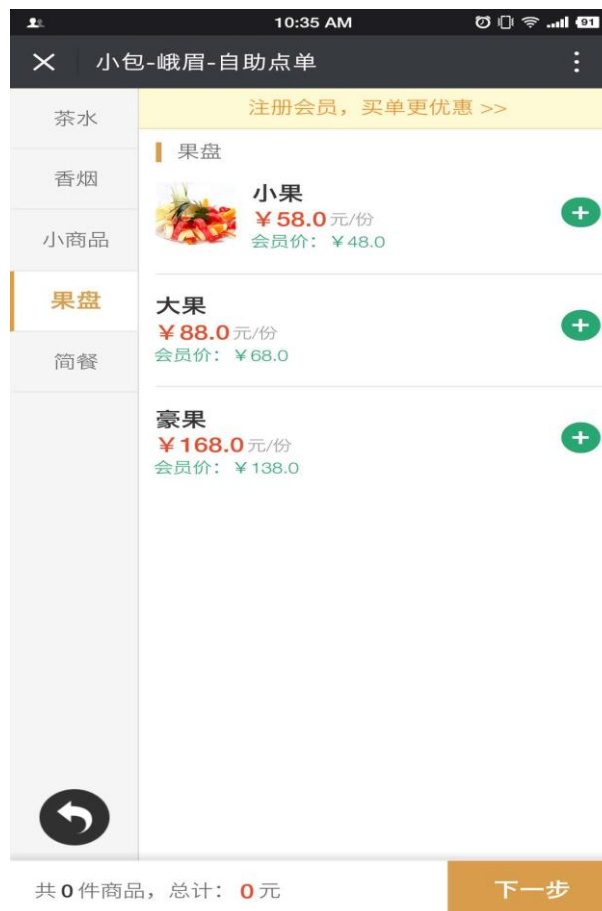 10:35 AM
91
小包-峨眉-自助点单
茶水
香烟
小商品
果盘
简餐
注册会员，买单更优惠 >>
果盘
小果
￥58.0元/份
会员价：￥48.0
大果
￥88.0元/份
会员价：￥68.0
豪果
￥168.0元/份
会员价：￥138.0
共0件商品，总计：0元
下一步